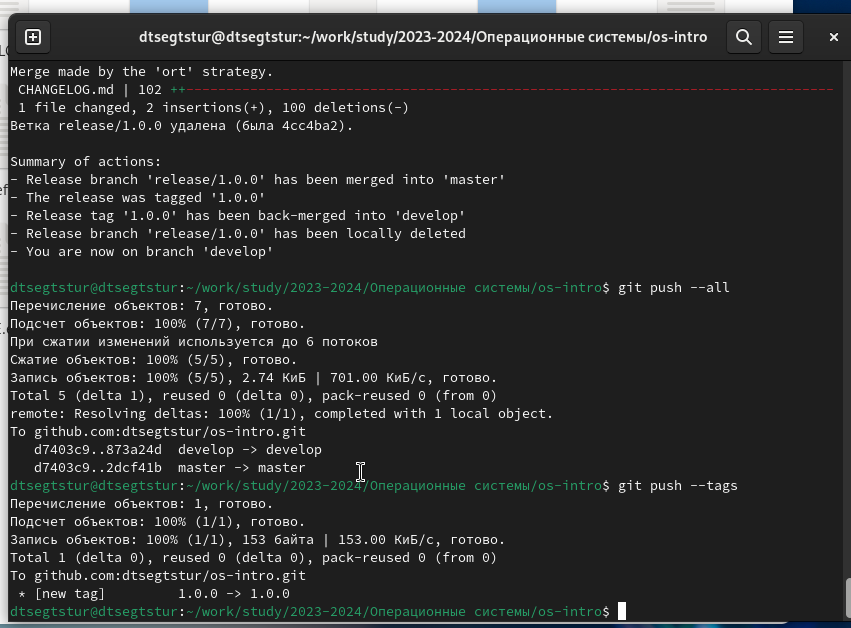 dtsegtstur@dtsegtstur:~/work/study/2023-2024/Операционные системы/os-intro
Merge made by the 'ort' strategy.
 CHANGELOG.md | 102 ++--------------------------------------------------------------------------------
 1 file changed, 2 insertions(+), 100 deletions(-)
Ветка release/1.0.0 удалена (была 4cc4ba2).
Summary of actions:
- Release branch 'release/1.0.0' has been merged into 'master'
- The release was tagged '1.0.0'
- Release tag '1.0.0' has been back-merged into 'develop'
- Release branch 'release/1.0.0' has been locally deleted
- You are now on branch 'develop'
dtsegtstur@dtsegtstur:~/work/study/2023-2024/Операционные системы/os-intro$ git push --all
Перечисление объектов: 7, готово.
Подсчет объектов: 100% (7/7), готово.
При сжатии изменений используется до 6 потоков
Сжатие объектов: 100% (5/5), готово.
Запись объектов: 100% (5/5), 2.74 КиБ | 701.00 КиБ/с, готово.
Total 5 (delta 1), reused 0 (delta 0), pack-reused 0 (from 0)
remote: Resolving deltas: 100% (1/1), completed with 1 local object.
To github.com:dtsegtstur/os-intro.git
   d7403c9..873a24d  develop -> develop
   d7403c9..2dcf41b  master -> master
dtsegtstur@dtsegtstur:~/work/study/2023-2024/Операционные системы/os-intro$ git push --tags
Перечисление объектов: 1, готово.
Подсчет объектов: 100% (1/1), готово.
Запись объектов: 100% (1/1), 153 байта | 153.00 КиБ/с, готово.
Total 1 (delta 0), reused 0 (delta 0), pack-reused 0 (from 0)
To github.com:dtsegtstur/os-intro.git
 * [new tag]         1.0.0 -> 1.0.0
dtsegtstur@dtsegtstur:~/work/study/2023-2024/Операционные системы/os-intro$